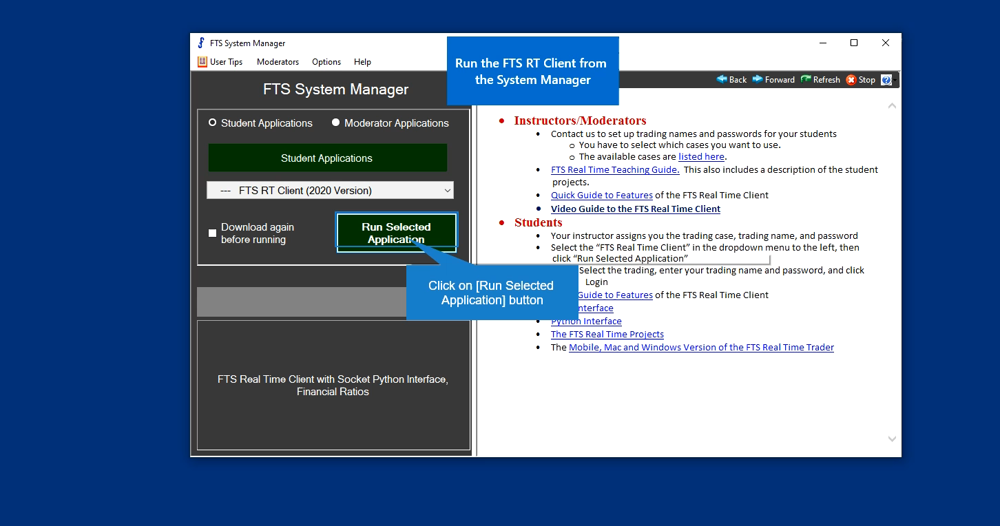 FTS System Manager
User Tips Moderators Options Help
Run the FTS RT Client from
the System Manager
Back Forward Refresh Stop ?
FTS System Manager
Student Applications Moderator Applications
Student Applications
--- FTS RT Client (2020 Version)
Download again
before running
Run Selected
Application
Click on [Run Selected
Application] button
FTS Real Time Client with Socket Python Interface,
Financial Ratios
• Instructors/Moderators
• Contact us to set up trading names and passwords for your students
o You have to select which cases you want to use.
o The available cases are listed here.
• FTS Real Time Teaching Guide. This also includes a description of the student
projects.
• Quick Guide to Features of the FTS Real Time Client
• Video Guide to the FTS Real Time Client
• Students
• Your instructor assigns you the trading case, trading name, and password
• Select the “FTS Real Time Client” in the dropdown menu to the left, then
click “Run Selected Application”
Select the trading, enter your trading name and password, and click
Login
Guide to Features of the FTS Real Time Client
nterface
• Python Interface
• The FTS Real Time Projects
• The Mobile, Mac and Windows Version of the FTS Real Time Trader